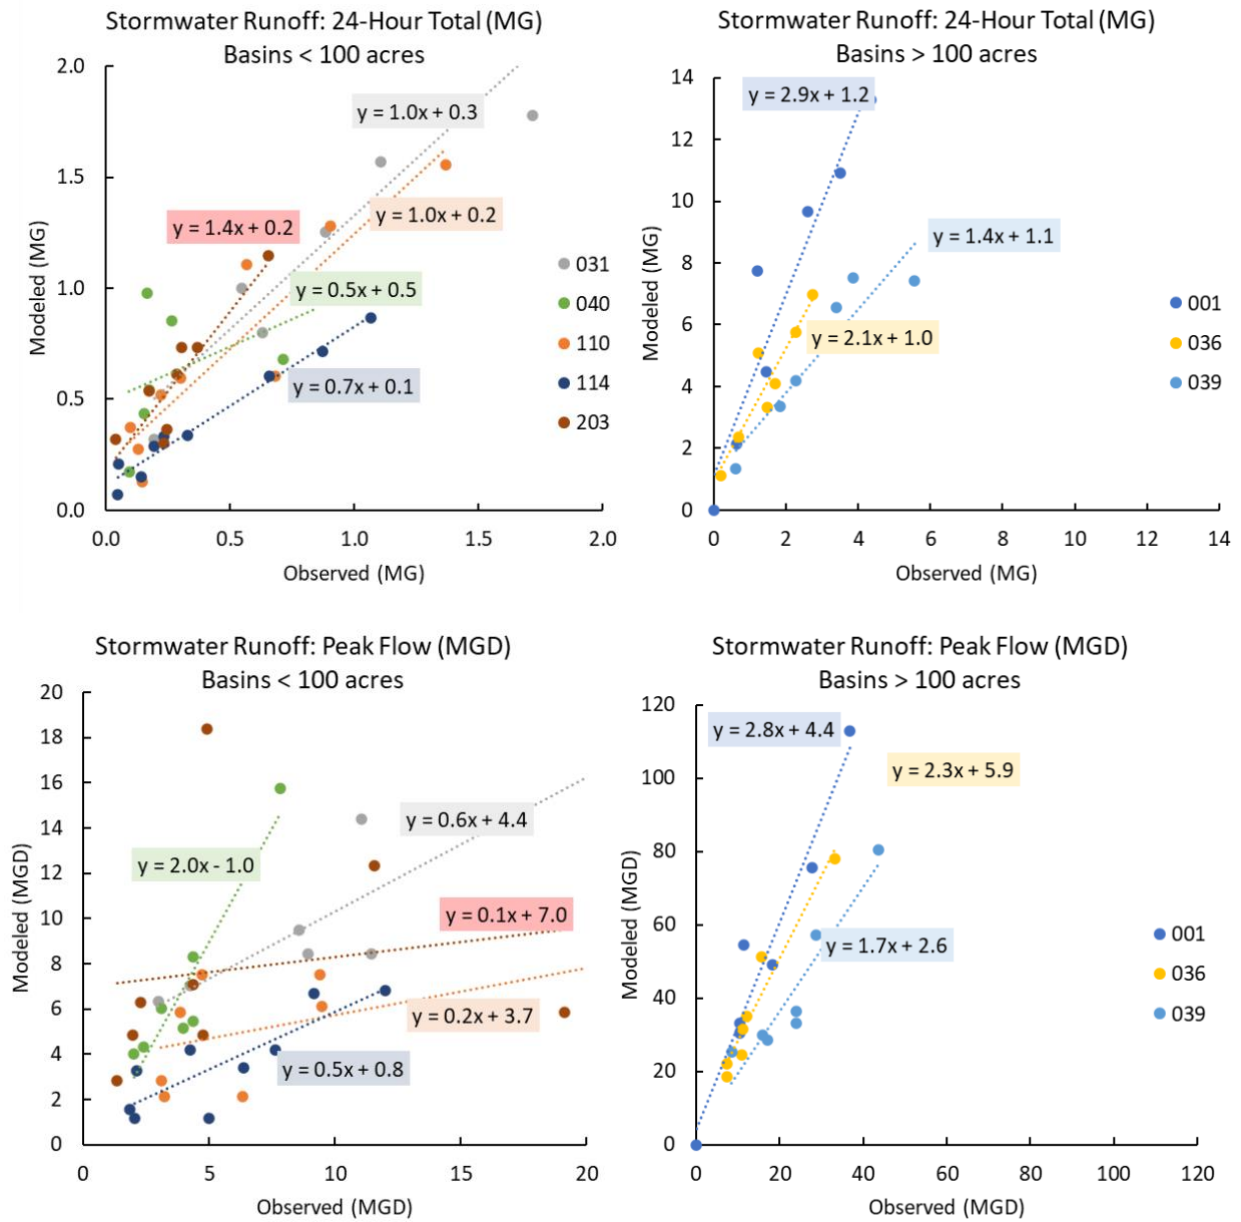 Stormwater Runoff: 24-Hour Total (MG)
Basins < 100 acres
2.0
1.5
1.0
0.5
0.0
0.0
0.5
1.0
1.5
2.0
Modeled (MG)
Observed (MG)
y = 1.0x + 0.3
y = 1.0x + 0.2
y = 1.4x + 0.2
y = 0.5x + 0.5
y = 0.7x + 0.1
031
040
110
114
203
Stormwater Runoff: 24-Hour Total (MG)
Basins > 100 acres
14
12
10
8
6
4
2
0
0
2
4
6
8
10
12
14
Modeled (MG)
Observed (MG)
y = 2.9x + 1.2
y = 1.4x + 1.1
y = 2.1x + 1.0
001
036
039
Stormwater Runoff: Peak Flow (MGD)
Basins < 100 acres
20
18
16
14
12
10
8
6
4
2
0
0
5
10
15
20
Modeled (MGD)
Observed (MGD)
y = 0.6x + 4.4
y = 2.0x - 1.0
y = 0.1x + 7.0
y = 0.2x + 3.7
y = 0.5x + 0.8
Stormwater Runoff: Peak Flow (MGD)
Basins > 100 acres
120
100
80
60
40
20
0
0
20
40
60
80
100
120
Modeled (MGD)
Observed (MGD)
y = 2.8x + 4.4
y = 2.3x + 5.9
y = 1.7x + 2.6
001
036
039